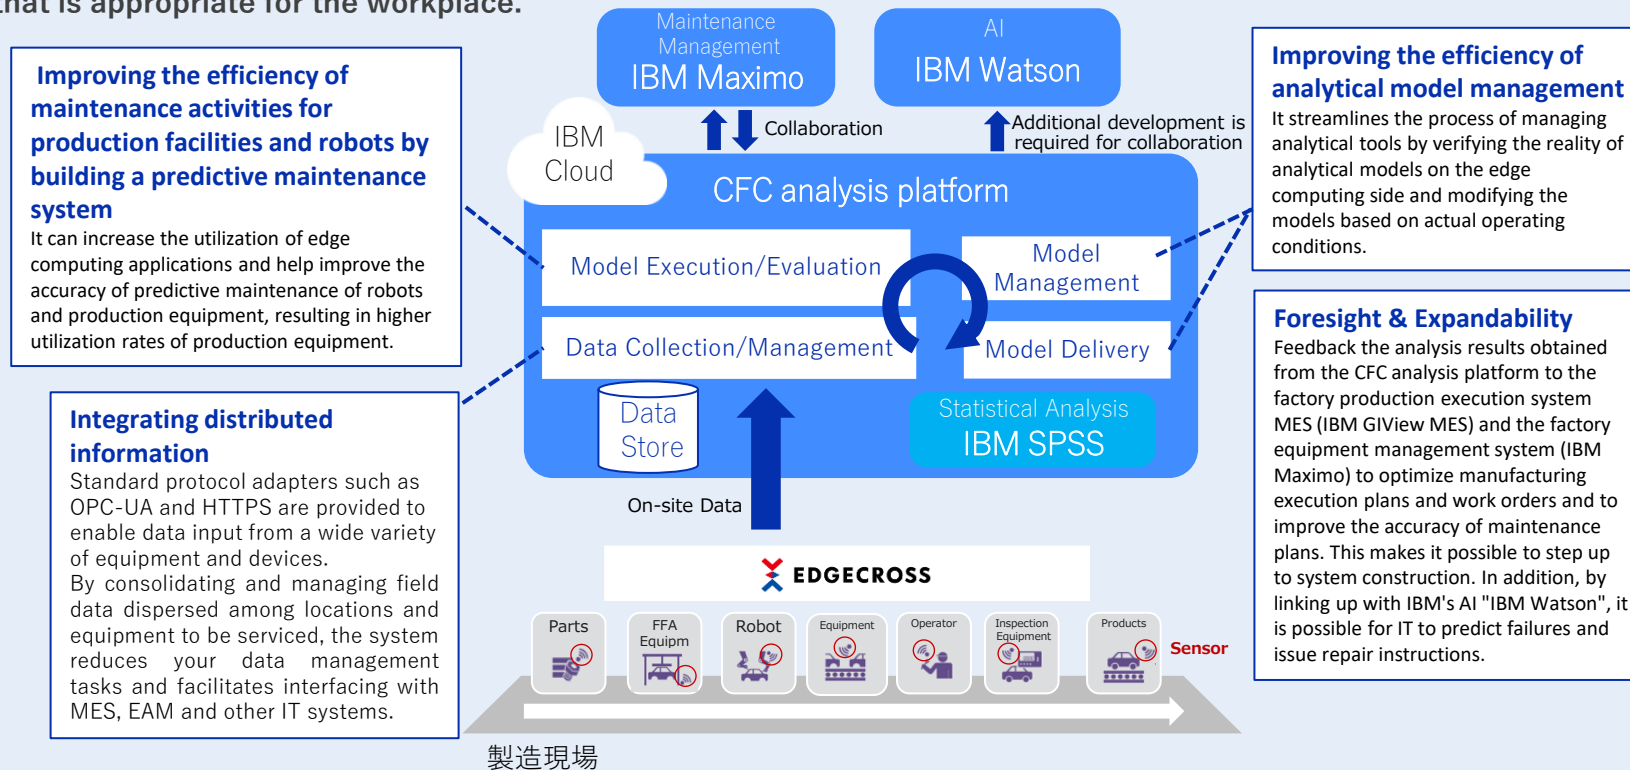 that is appropriate for the workplace.
Improving the efficiency of
maintenance activities for
production facilities and robots by
building a predictive maintenance
system
It can increase the utilization of edge
computing applications and help improve the
accuracy of predictive maintenance of robots
and production equipment, resulting in higher
utilization rates of production equipment.
Integrating distributed
information
Standard protocol adapters such as
OPC-UA and HTTPS are provided to
enable data input from a wide variety
of equipment and devices.
By consolidating and managing field
data dispersed among locations and
equipment to be serviced, the system
reduces your data management
tasks and facilitates interfacing with
MES, EAM and other IT systems.
Maintenance
Management
IBM Maximo
AI
IBM Watson
Collaboration
Additional development is
required for collaboration
IBM
Cloud
CFC analysis platform
Model Execution/Evaluation
Model
Management
Data Collection/Management
Model Delivery
Data
Store
Statistical Analysis
IBM SPSS
On-site Data
EDGECROSS
Parts
FFA
Equipm
Robot
Equipment
Operator
Inspection
Equipment
Products
Sensor
製造現場
Improving the efficiency of
analytical model management
It streamlines the process of managing
analytical tools by verifying the reality of
analytical models on the edge
computing side and modifying the
models based on actual operating
conditions.
Foresight & Expandability
Feedback the analysis results obtained
from the CFC analysis platform to the
factory production execution system
MES (IBM GIView MES) and the factory
equipment management system (IBM
Maximo) to optimize manufacturing
execution plans and work orders and to
improve the accuracy of maintenance
plans. This makes it possible to step up
to system construction. In addition, by
linking up with IBM's AI "IBM Watson", it
is possible for IT to predict failures and
issue repair instructions.